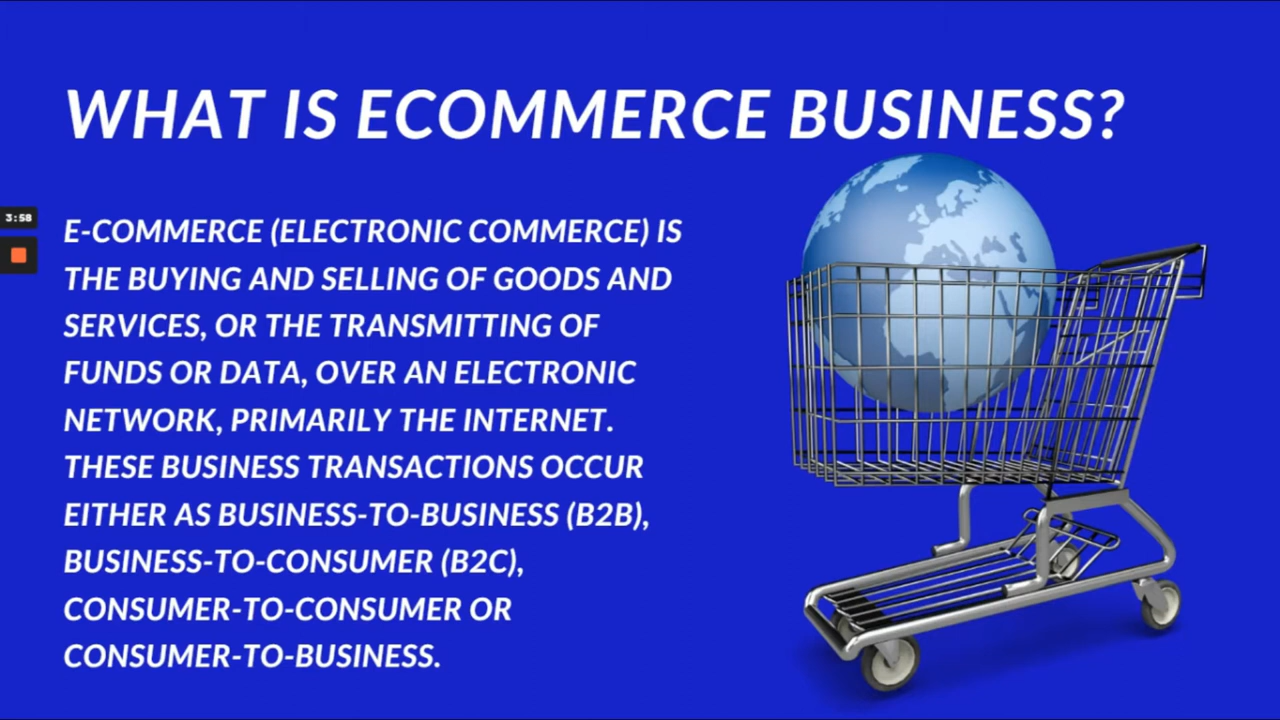 WHAT IS ECOMMERCE BUSINESS?
3:58
E-COMMERCE (ELECTRONIC COMMERCE) IS
THE BUYING AND SELLING OF GOODS AND
SERVICES, OR THE TRANSMITTING OF
FUNDS OR DATA, OVER AN ELECTRONIC
NETWORK, PRIMARILY THE INTERNET.
THESE BUSINESS TRANSACTIONS OCCUR
EITHER AS BUSINESS-TO-BUSINESS (B2B),
BUSINESS-TO-CONSUMER (B2C),
CONSUMER-TO-CONSUMER OR
CONSUMER-TO-BUSINESS.